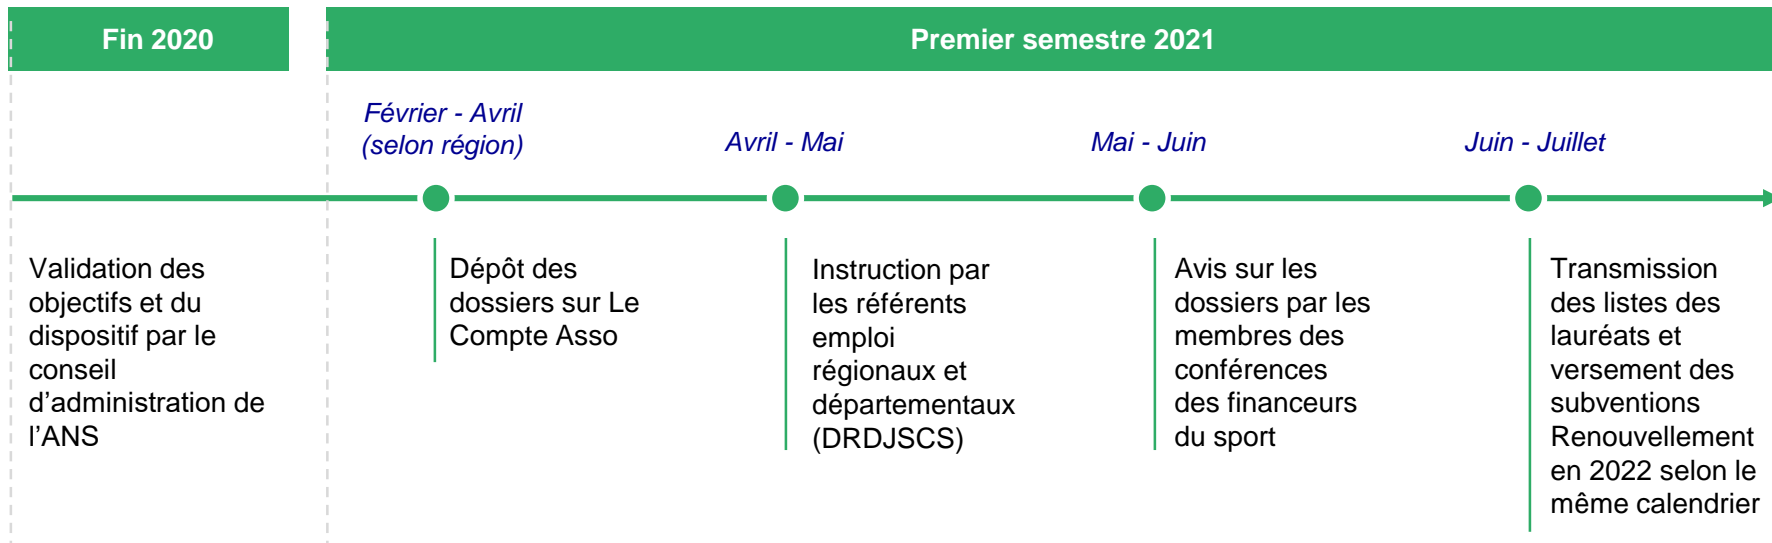 Fin 2020
Premier semestre 2021
Février - Avril
(selon région)
Avril - Mai
Mai - Juin
Juin - Juillet
Validation des
objectifs et du
dispositif par le
conseil
d’administration de
l’ANS
Dépôt des
dossiers sur Le
Compte Asso
Instruction par
les référents
emploi
régionaux et
départementaux
(DRDJSCS)
Avis sur les
dossiers par les
membres des
conférences
des financeurs
du sport
Transmission
des listes des
lauréats et
versement des
subventions
Renouvellement
en 2022 selon le
même calendrier